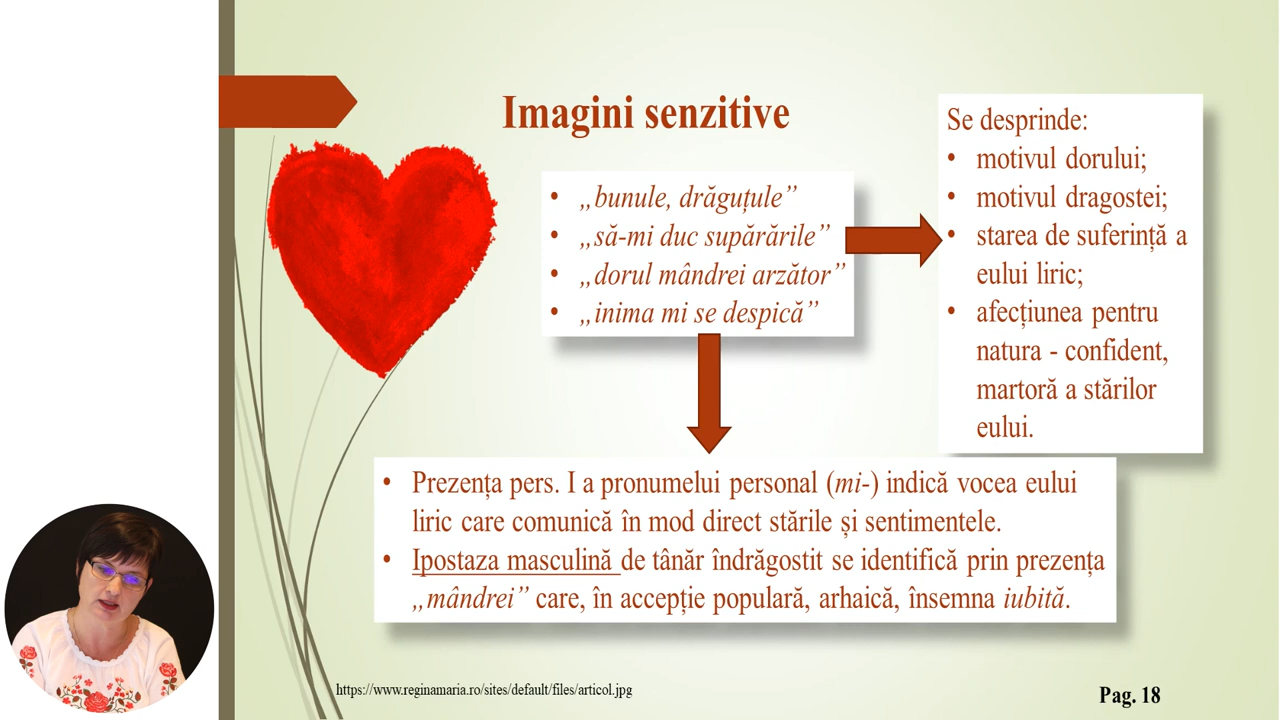 Imagini senzitive
• „bunule, drăguțule”
• „să-mi duc supărările”
• „dorul mândrei arzător”
• „inima mi se despică”
Se desprinde:
• motivul dorului;
• motivul dragostei;
• starea de suferință a
eului liric;
• afecțiunea pentru
natura - confident,
martoră a stărilor
eului.
• Prezența pers. I a pronumelui personal (mi-) indică vocea eului
liric care comunică în mod direct stările și sentimentele.
• Ipostaza masculină de tânăr îndrăgostit se identifică prin prezența
„mândrei” care, în accepție populară, arhaică, însemna iubită.
https://www.reginamaria.ro/sites/default/files/articol.jpg
Pag. 18